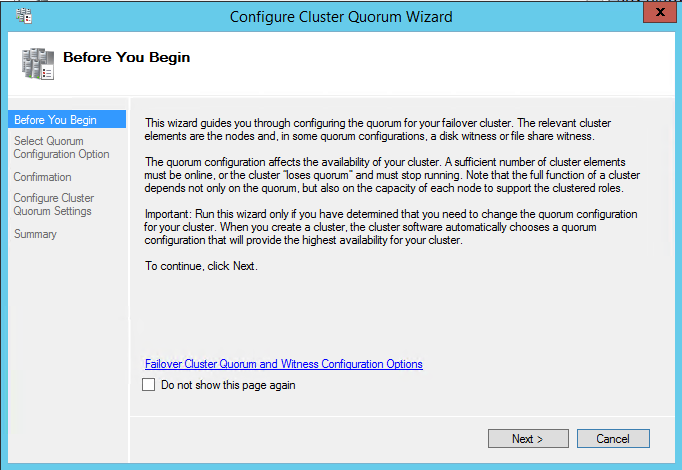 Configure Cluster Quorum Wizard
x
Before You Begin
Before You Begin
Select Quorum
Configuration Option
Confirmation
Configure Cluster
Quorum Settings
Summary
This wizard guides you through configuring the quorum for your failover cluster. The relevant cluster
elements are the nodes and, in some quorum configurations, a disk witness or file share witness.
The quorum configuration affects the availability of your cluster. A sufficient number of cluster elements
must be online, or the cluster "loses quorum" and must stop running. Note that the full function of a cluster
depends not only on the quorum, but also on the capacity of each node to support the clustered roles.
Important: Run this wizard only if you have determined that you need to change the quorum configuration
for your cluster. When you create a cluster, the cluster software automatically chooses a quorum
configuration that will provide the highest availability for your cluster.
To continue, click Next.
Failover Cluster Quorum and Witness Configuration Options
Do not show this page again
Next >
Cancel